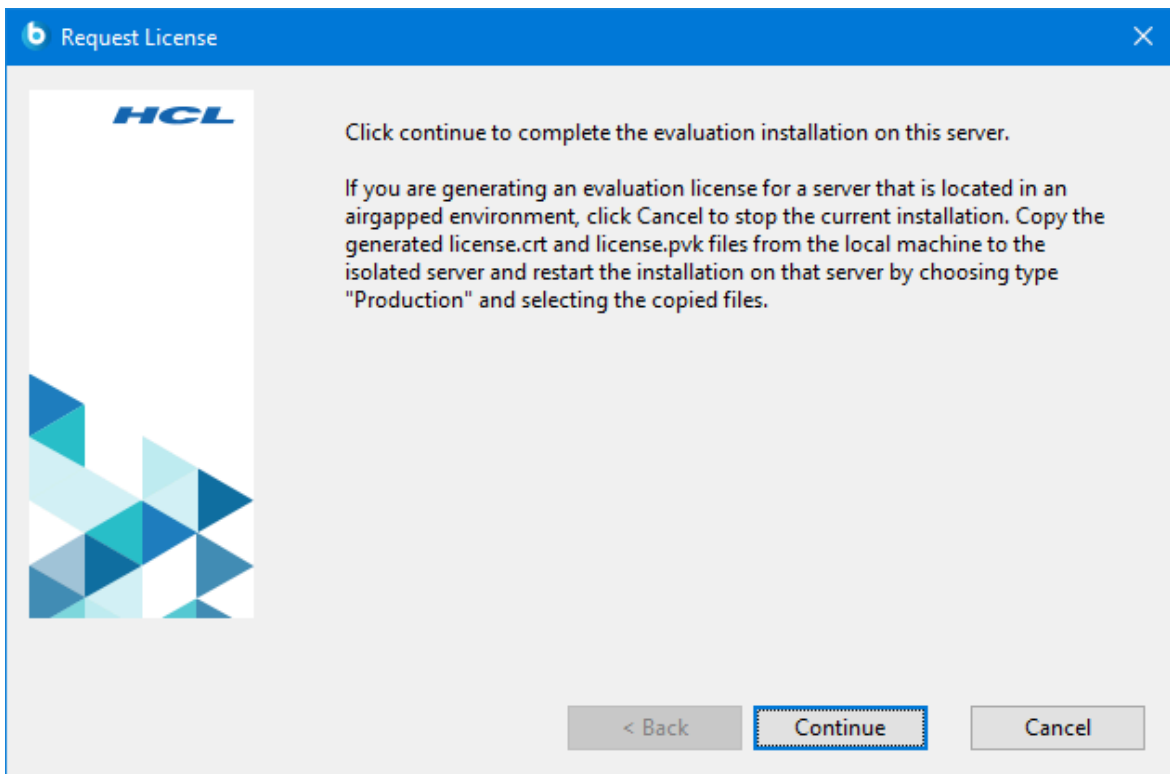 Request License
HCL
Click continue to complete the evaluation installation on this server.
If you are generating an evaluation license for a server that is located in an
airgapped environment, click Cancel to stop the current installation. Copy the
generated license.crt and license.pvk files from the local machine to the
isolated server and restart the installation on that server by choosing type
"Production" and selecting the copied files.
< Back
Continue
Cancel